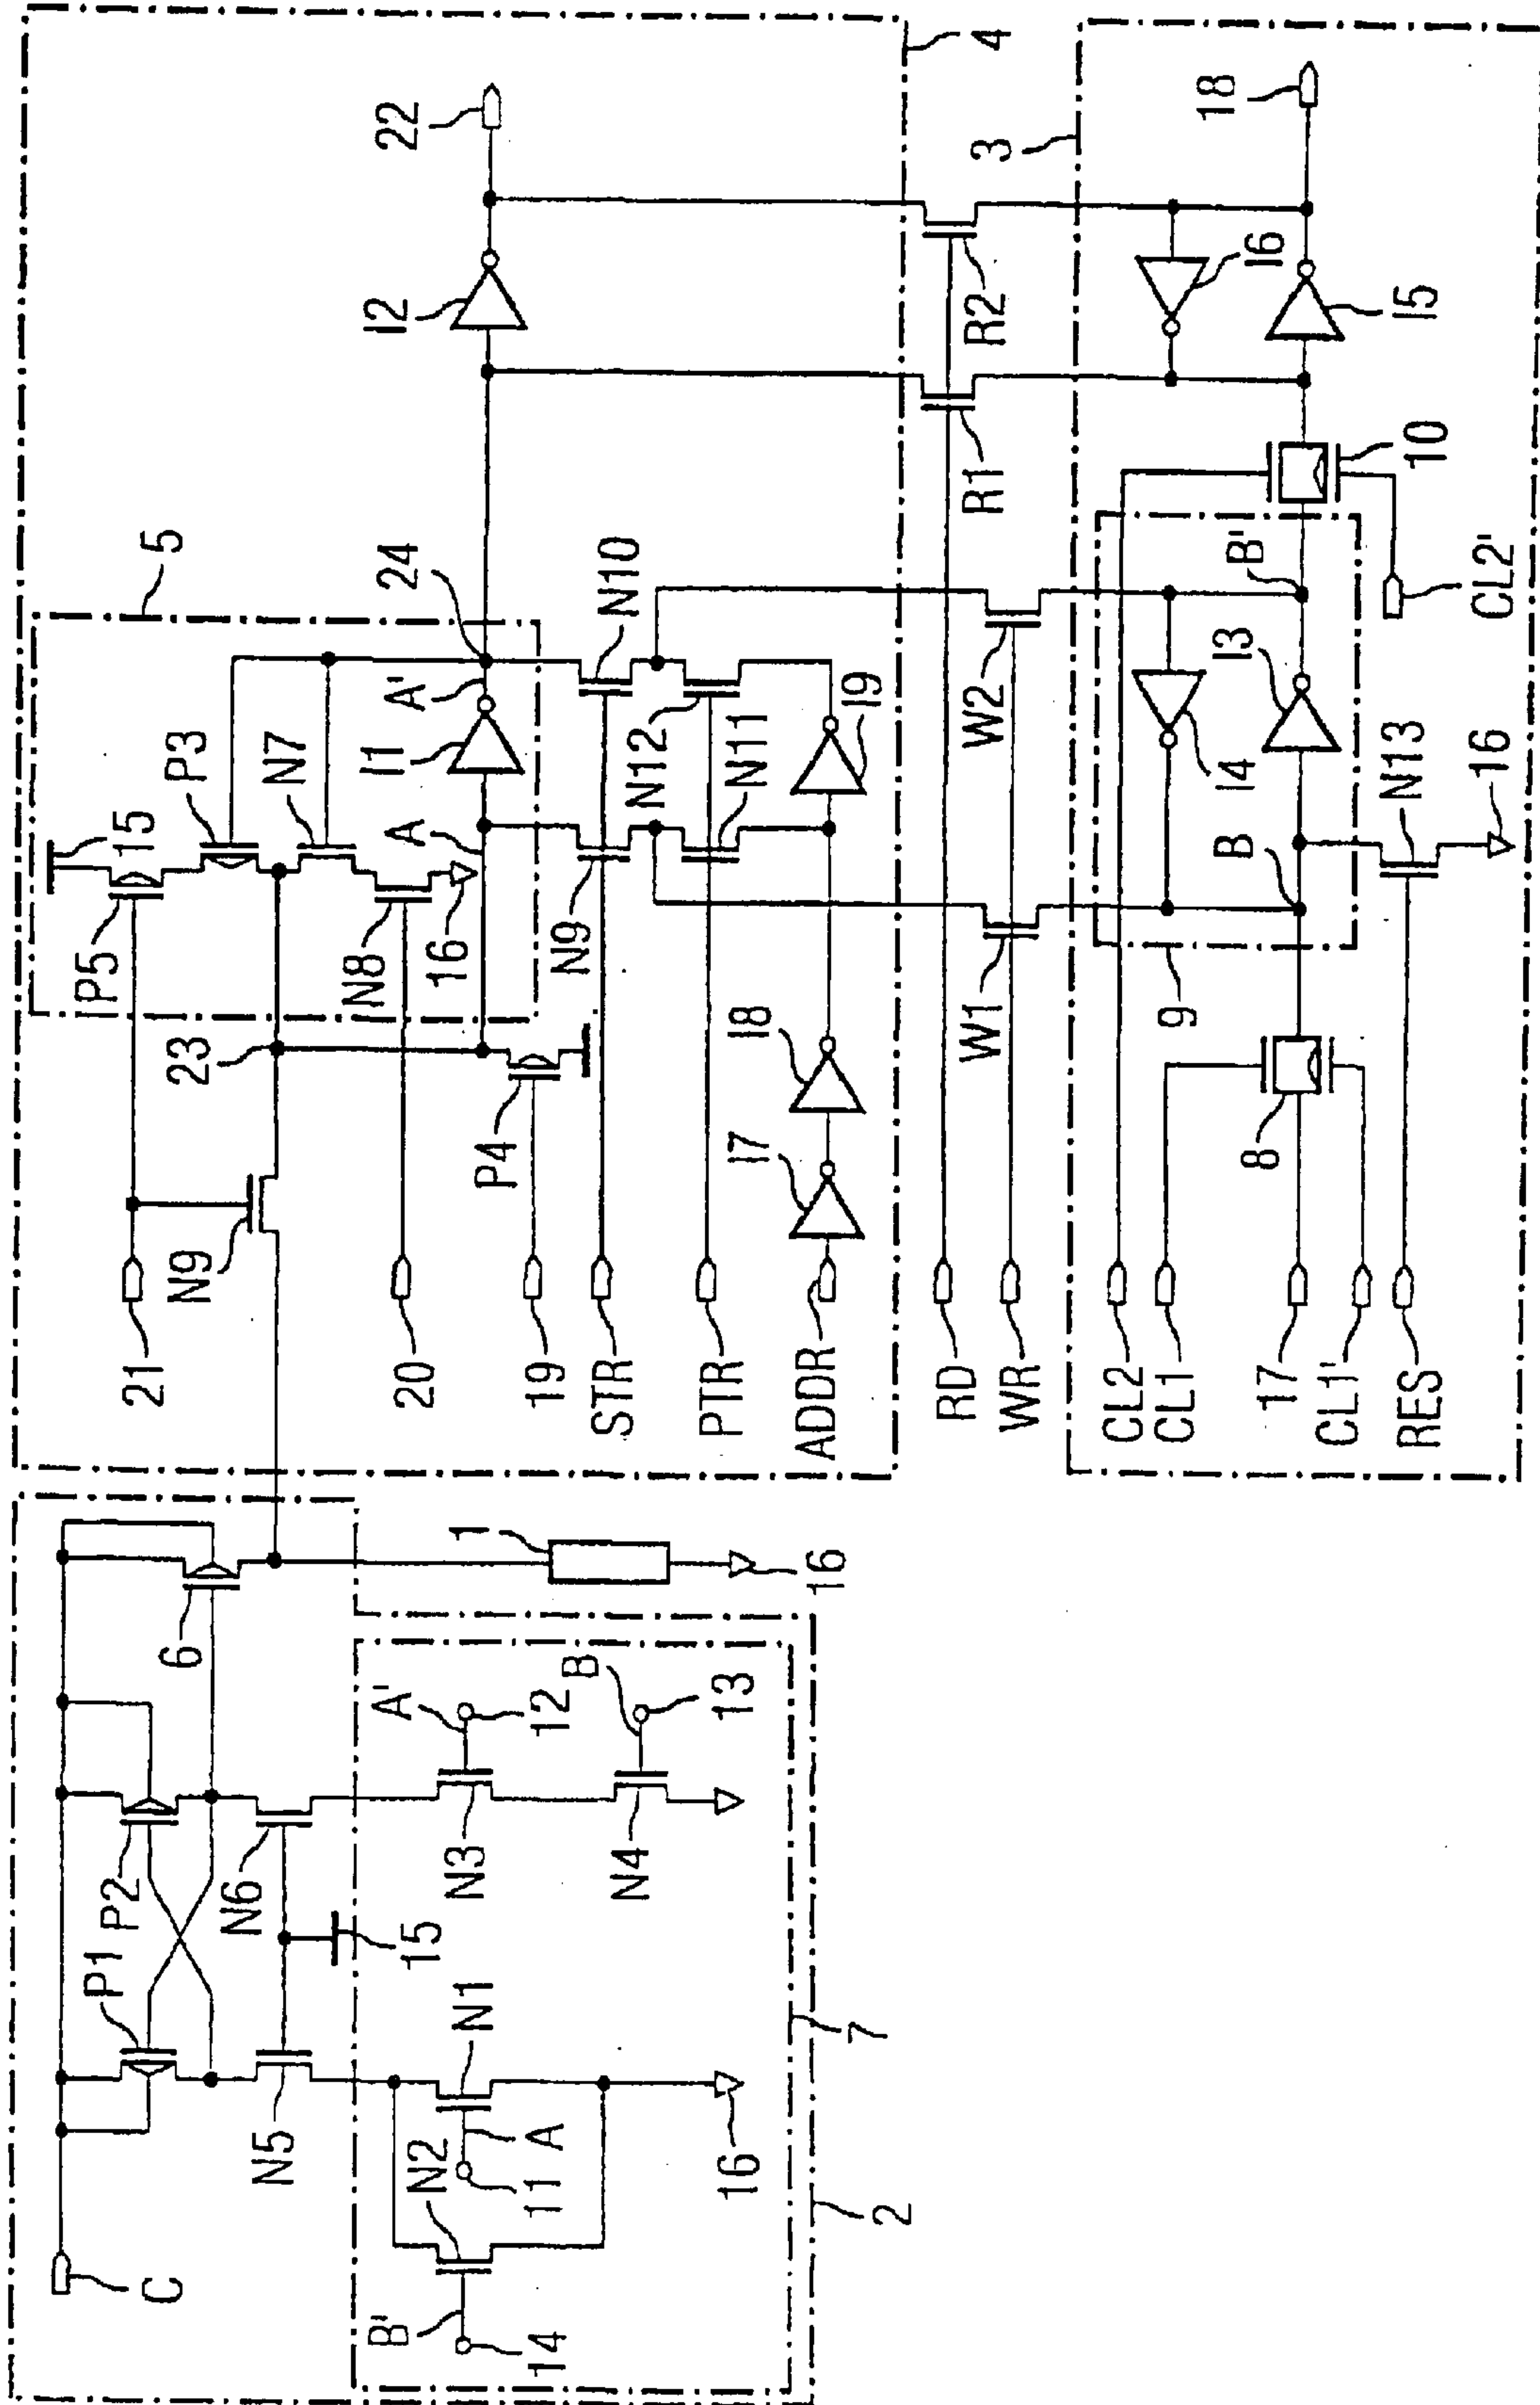 C
P1
P2
6
N5
N6
15
B'
14
N2
11
A
N1
A'
12
N3
B
13
N4
16
7
2
1
16
21
N9
23
P5
15
P3
5
N7
N8
16
20
24
I1
A'
A
P4
19
I2
22
STR
N9
N10
PTR
N12
N11
ADDR
I7
I8
I9
4
RD
R1
R2
WR
W1
W2
3
CL2
CL1
17
CL1'
RES
8
9
B
B'
I4
I3
N13
16
10
CL2'
I6
I5
18